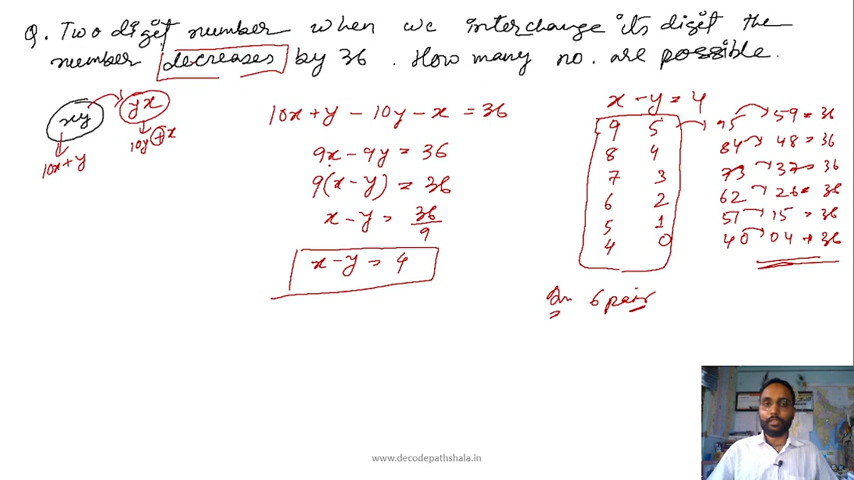 Q. Two digit number when we interchange its digit the
number decreases by 36. How many no. are possible.
xy → yx
10x+y
10y+x
10x+y-10y-x = 36
9x-9y = 36
9(x-y) = 36
x-y = 36/9
x-y = 4
x-y = 4
9 5 → 95 → 59 = 36
8 4 84 → 48 = 36
7 3 73 → 37 = 36
6 2 62 → 26 = 36
5 1 51 → 15 = 36
4 0 40 → 04 → 36
6 pair
www.decodepathshala.in